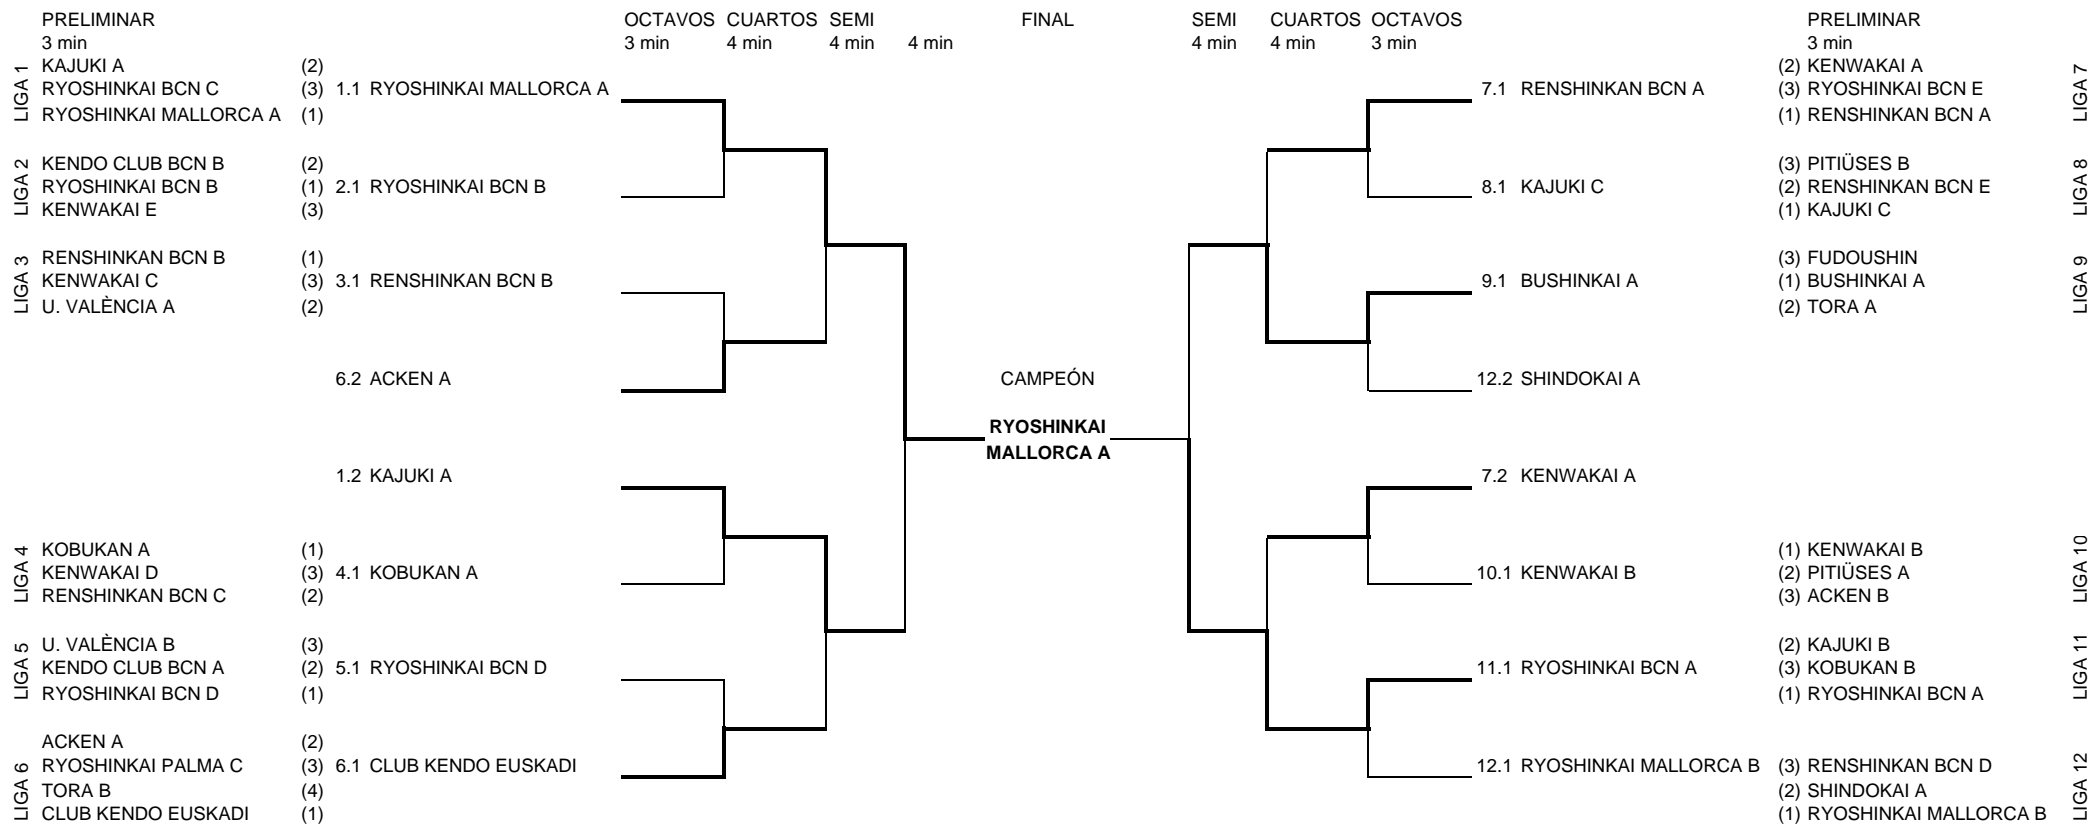 PRELIMINAR OCTAVOS CUARTOS SEMI FINAL SEMI CUARTOS OCTAVOS PRELIMINAR
3 min 3 min 4 min 4 min 4 min 4 min 4 min 3 min 3 min
LIGA 1
KAJUKI A (2)
RYOSHINKAI BCN C (3) 1.1 RYOSHINKAI MALLORCA A
RYOSHINKAI MALLORCA A (1)
LIGA 2
KENDO CLUB BCN B (2)
RYOSHINKAI BCN B (1) 2.1 RYOSHINKAI BCN B
KENWAKAI E (3)
LIGA 3
RENSHINKAN BCN B (1)
KENWAKAI C (3) 3.1 RENSHINKAN BCN B
U. VALÈNCIA A (2)
6.2 ACKEN A
1.2 KAJUKI A
LIGA 4
KOBUKAN A (1)
KENWAKAI D (3) 4.1 KOBUKAN A
RENSHINKAN BCN C (2)
LIGA 5
U. VALÈNCIA B (3)
KENDO CLUB BCN A (2) 5.1 RYOSHINKAI BCN D
RYOSHINKAI BCN D (1)
LIGA 6
ACKEN A (2)
RYOSHINKAI PALMA C (3) 6.1 CLUB KENDO EUSKADI
TORA B (4)
CLUB KENDO EUSKADI (1)
CAMPEÓN
RYOSHINKAI
MALLORCA A
(2) KENWAKAI A
7.1 RENSHINKAN BCN A (3) RYOSHINKAI BCN E
(1) RENSHINKAN BCN A
LIGA 7
(3) PITIÜSES B
8.1 KAJUKI C (2) RENSHINKAN BCN E
(1) KAJUKI C
LIGA 8
(3) FUDOUSHIN
9.1 BUSHINKAI A (1) BUSHINKAI A
(2) TORA A
LIGA 9
12.2 SHINDOKAI A
7.2 KENWAKAI A
(1) KENWAKAI B
10.1 KENWAKAI B (2) PITIÜSES A
(3) ACKEN B
LIGA 10
(2) KAJUKI B
11.1 RYOSHINKAI BCN A (3) KOBUKAN B
(1) RYOSHINKAI BCN A
LIGA 11
12.1 RYOSHINKAI MALLORCA B (3) RENSHINKAN BCN D
(2) SHINDOKAI A
(1) RYOSHINKAI MALLORCA B
LIGA 12